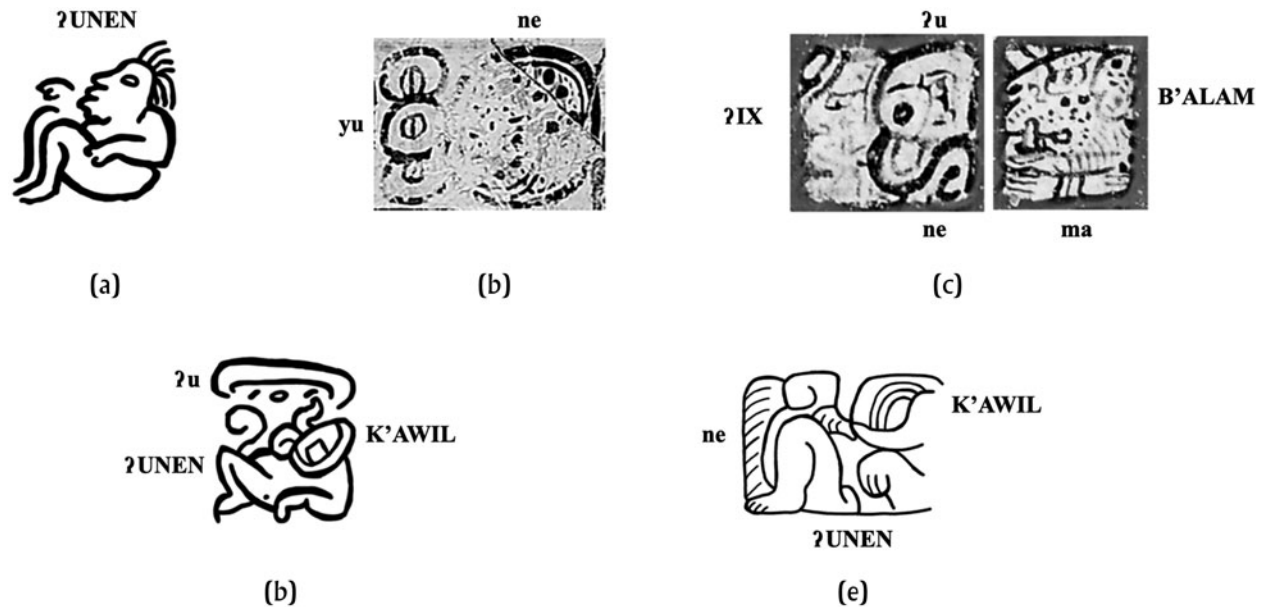 ʔUNEN
ne
yu
ʔu
ʔIX
B'ALAM
ne
ma
(a)
(b)
(c)
ʔu
K'AWIL
ʔUNEN
K'AWIL
ne
ʔUNEN
(b)
(e)